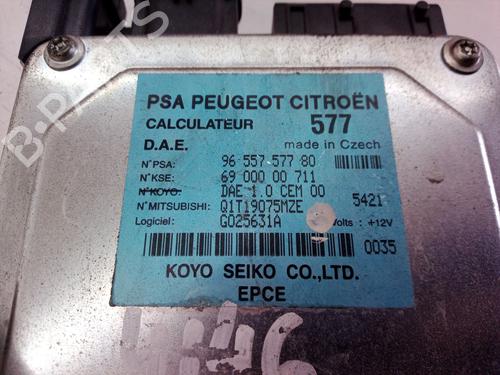 PSA PEUGEOT CITROËN
CALCULATEUR 577
D.A.E. made in Czech
N°PSA: 96 557 577 80
N°KSE: 69 000 00 711
N°KOYO: DAE 1.0 CEM 00
N°MITSUBISHI: Q1T19075MZE 5421
Logiciel: G025631A Volts : +12V
0035
KOYO SEIKO CO.,LTD.
EPCE
B-PARTS